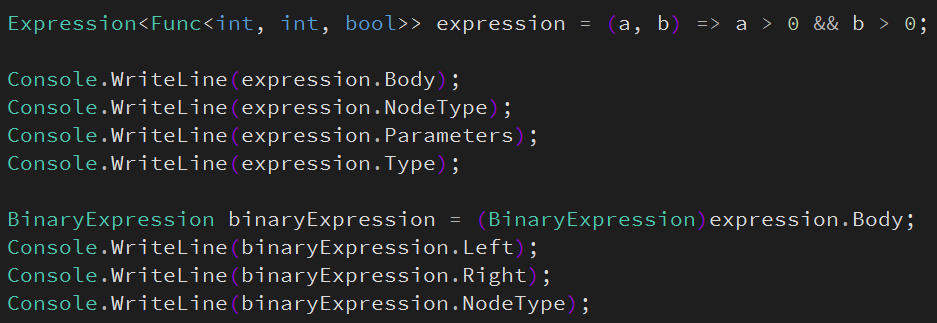 Expression<Func<int, int, bool>> expression = (a, b) => a > 0 && b > 0;
Console.WriteLine(expression.Body);
Console.WriteLine(expression.NodeType);
Console.WriteLine(expression.Parameters);
Console.WriteLine(expression.Type);
BinaryExpression binaryExpression = (BinaryExpression)expression.Body;
Console.WriteLine(binaryExpression.Left);
Console.WriteLine(binaryExpression.Right);
Console.WriteLine(binaryExpression.NodeType);